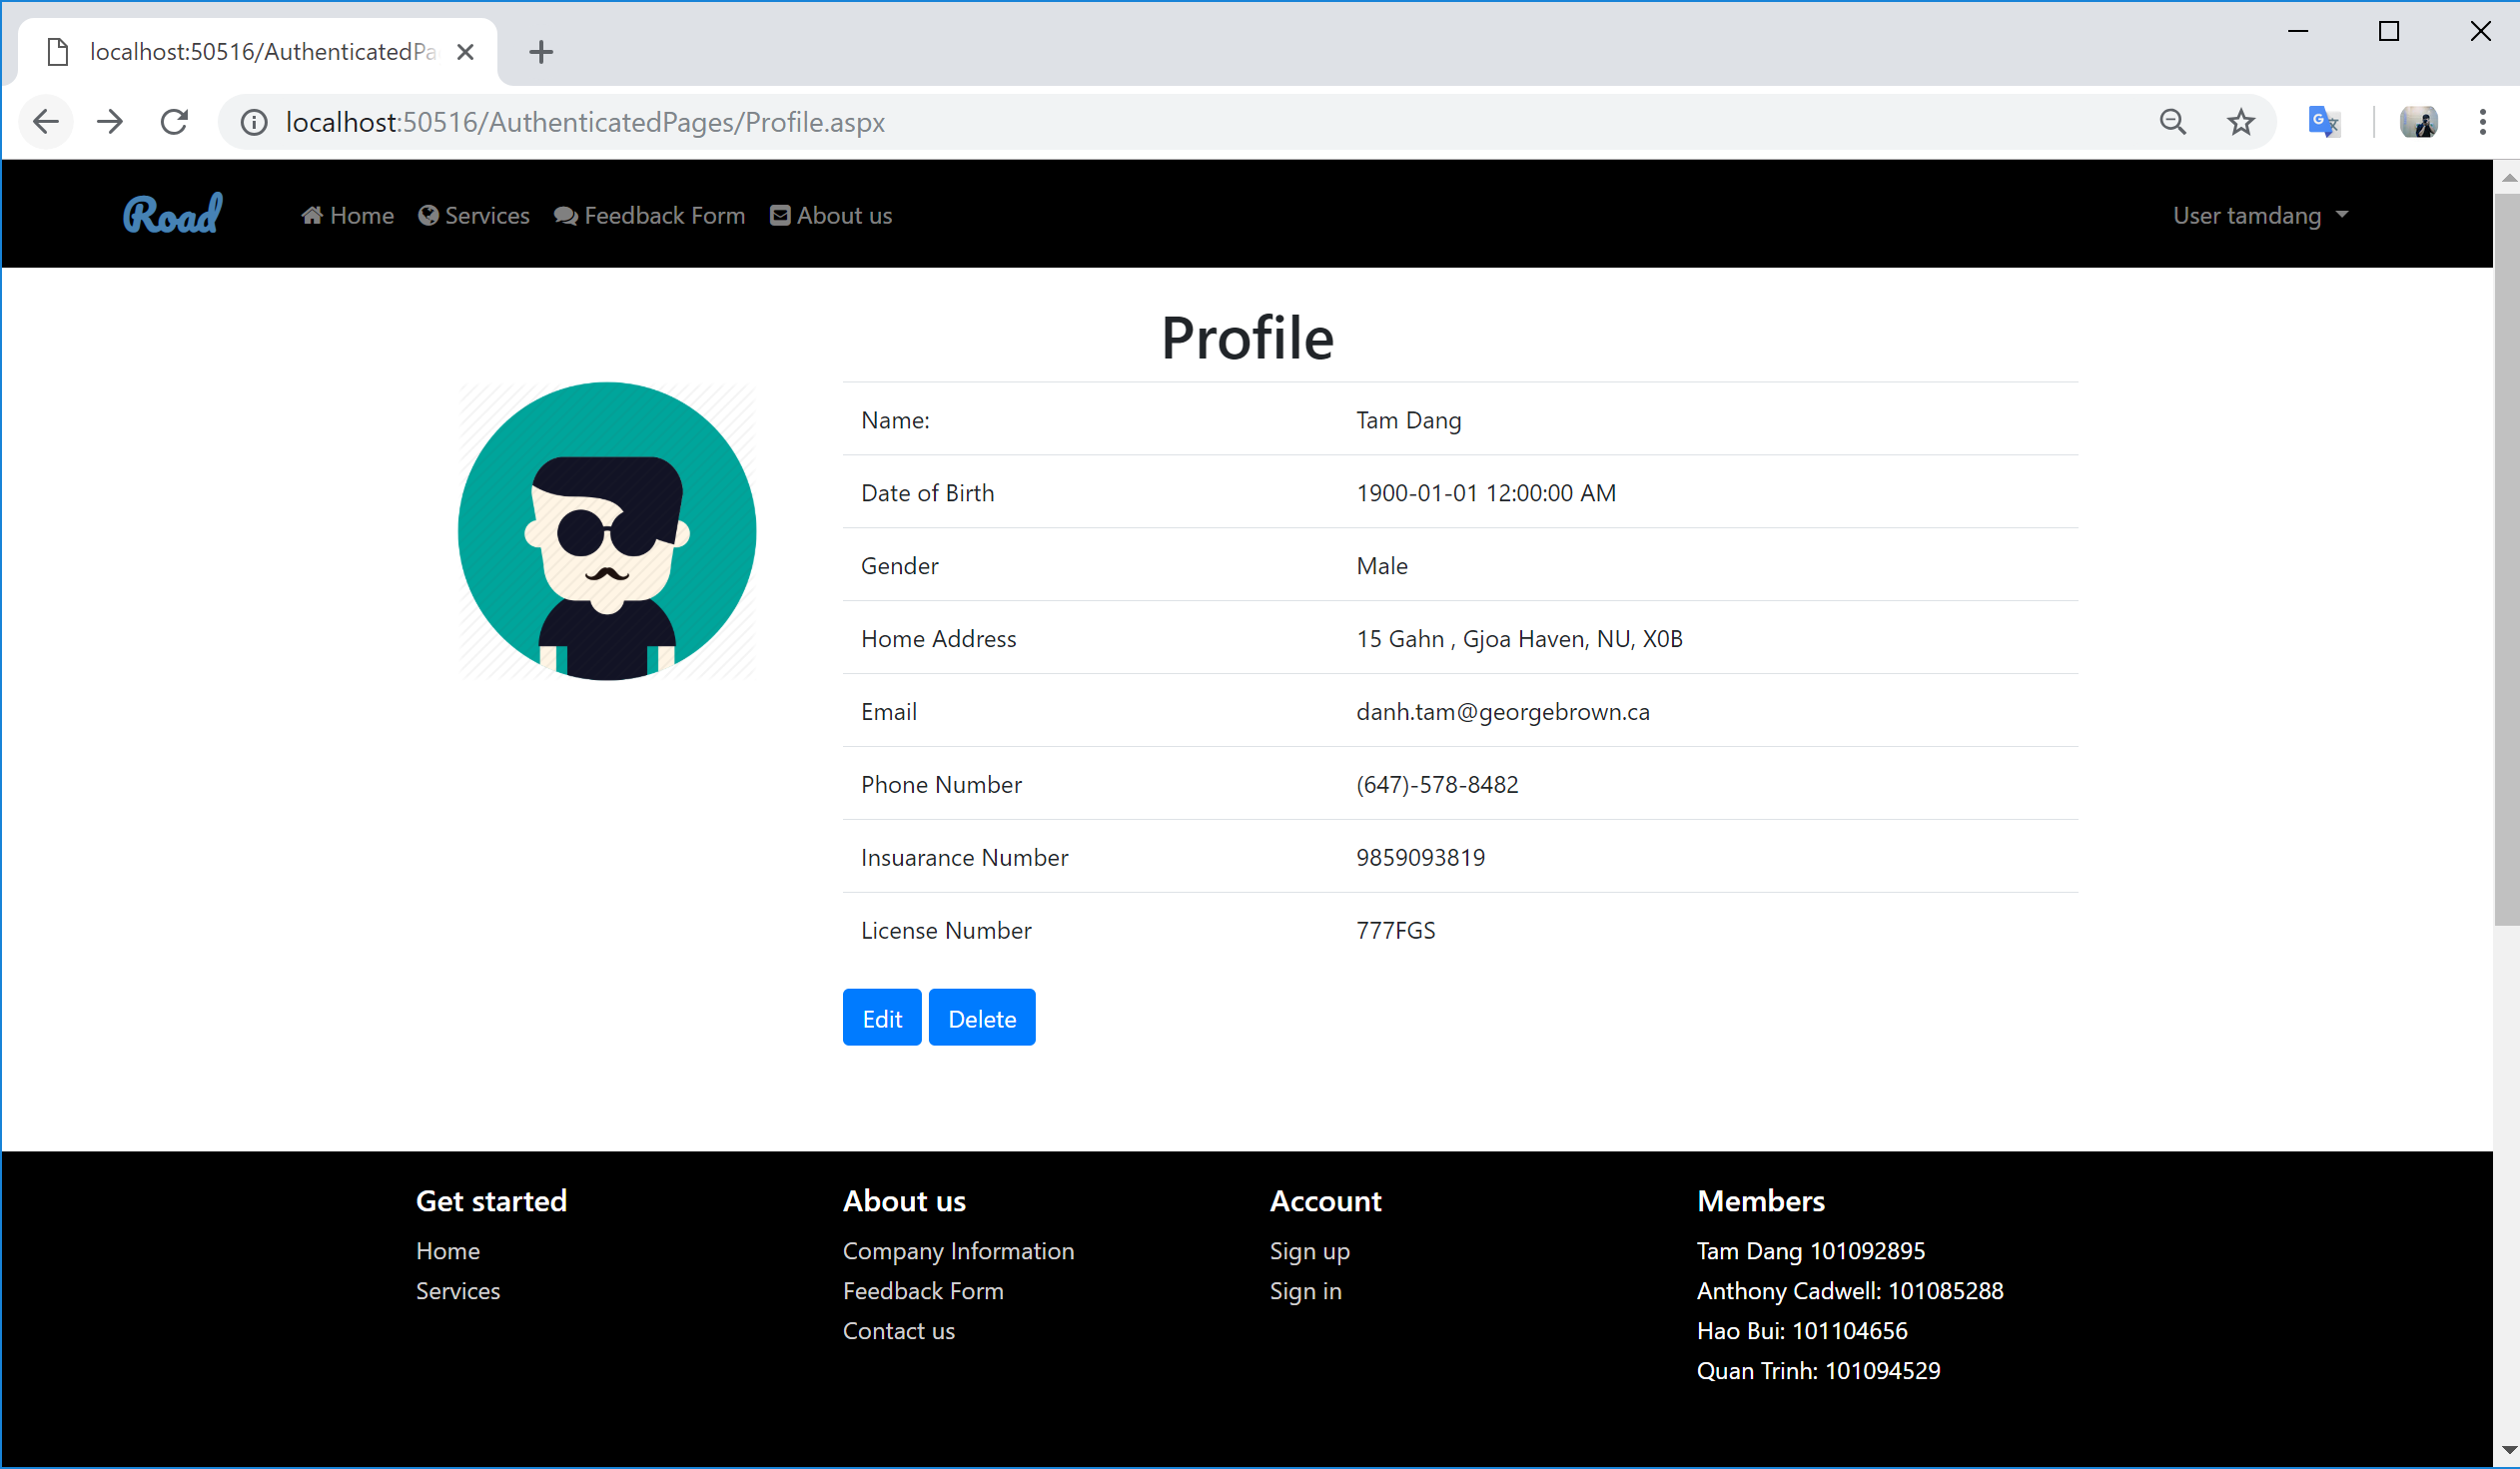 localhost:50516/AuthenticatedPa
localhost:50516/AuthenticatedPages/Profile.aspx
Road Home Services Feedback Form About us User tamdang
Profile
Name: Tam Dang
Date of Birth 1900-01-01 12:00:00 AM
Gender Male
Home Address 15 Gahn , Gjoa Haven, NU, X0B
Email danh.tam@georgebrown.ca
Phone Number (647)-578-8482
Insuarance Number 9859093819
License Number 777FGS
Edit Delete
Get started
Home
Services
About us
Company Information
Feedback Form
Contact us
Account
Sign up
Sign in
Members
Tam Dang 101092895
Anthony Cadwell: 101085288
Hao Bui: 101104656
Quan Trinh: 101094529